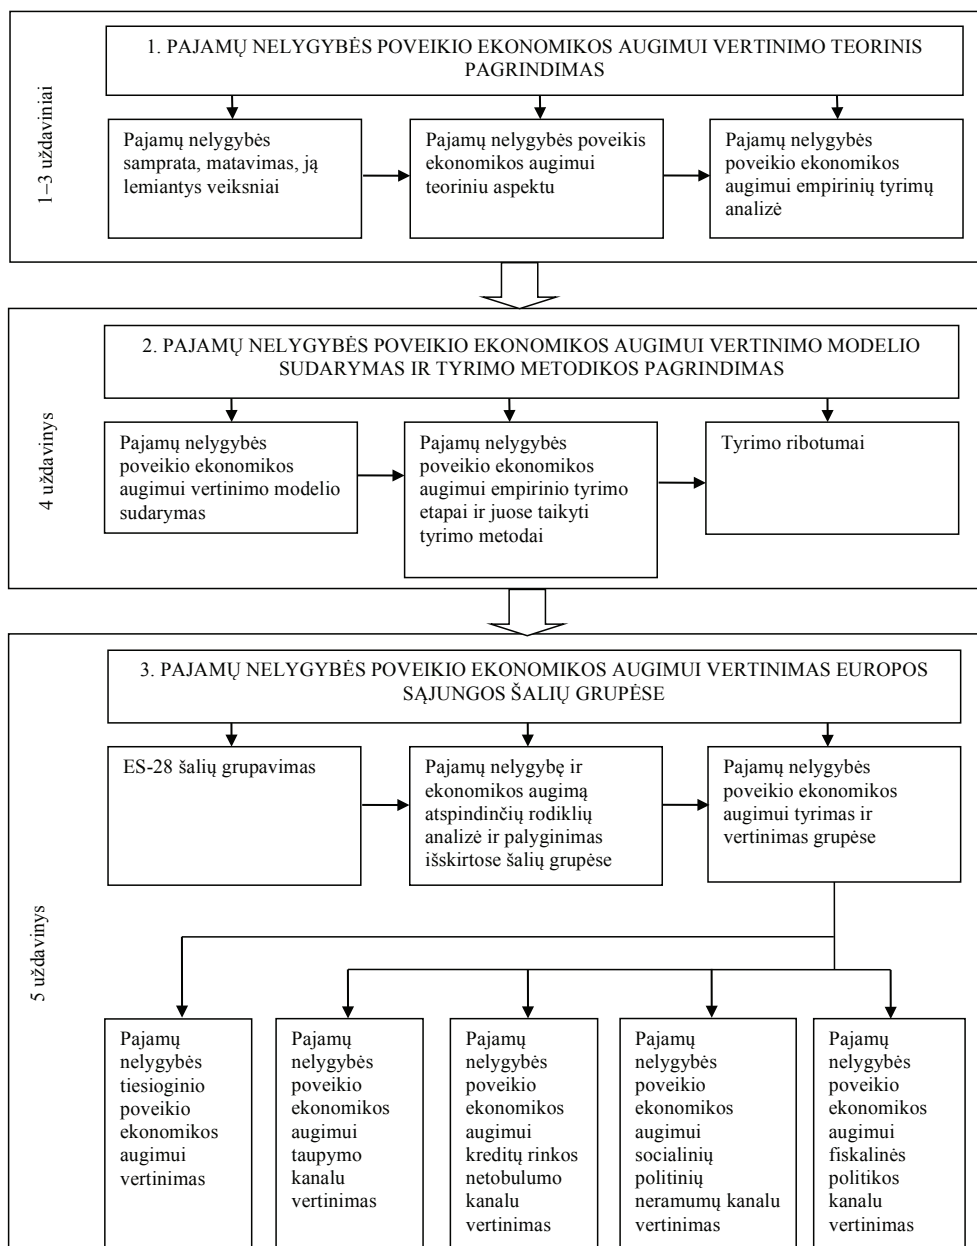 1–3 uždaviniai
1. PAJAMŲ NELYGYBĖS POVEIKIO EKONOMIKOS AUGIMUI VERTINIMO TEORINIS
PAGRINDIMAS
Pajamų nelygybės
samprata, matavimas, ją
lemiantys veiksniai
Pajamų nelygybės poveikis
ekonomikos augimui
teoriniu aspektu
Pajamų nelygybės
poveikio ekonomikos
augimui empirinių tyrimų
analizė
4 uždavinys
2. PAJAMŲ NELYGYBĖS POVEIKIO EKONOMIKOS AUGIMUI VERTINIMO MODELIO
SUDARYMAS IR TYRIMO METODIKOS PAGRINDIMAS
Pajamų nelygybės
poveikio ekonomikos
augimui vertinimo modelio
sudarymas
Pajamų nelygybės
poveikio ekonomikos
augimui empirinio tyrimo
etapai ir juose taikyti
tyrimo metodai
Tyrimo ribotumai
5 uždavinys
3. PAJAMŲ NELYGYBĖS POVEIKIO EKONOMIKOS AUGIMUI VERTINIMAS EUROPOS
SĄJUNGOS ŠALIŲ GRUPĖSE
ES-28 šalių grupavimas
Pajamų nelygybę ir
ekonomikos augimą
atspindinčių rodiklių
analizė ir palyginimas
išskirtose šalių grupėse
Pajamų nelygybės
poveikio ekonomikos
augimui tyrimas ir
vertinimas grupėse
Pajamų
nelygybės
tiesioginio
poveikio
ekonomikos
augimui
vertinimas
Pajamų
nelygybės
poveikio
ekonomikos
augimui
taupymo
kanalu
vertinimas
Pajamų
nelygybės
poveikio
ekonomikos
augimui
kreditų rinkos
netobulumo
kanalu
vertinimas
Pajamų
nelygybės
poveikio
ekonomikos
augimui
socialinių
politinių
neramumų kanalu
vertinimas
Pajamų
nelygybės
poveikio
ekonomikos
augimui
fiskalinės
politikos
kanalu
vertinimas